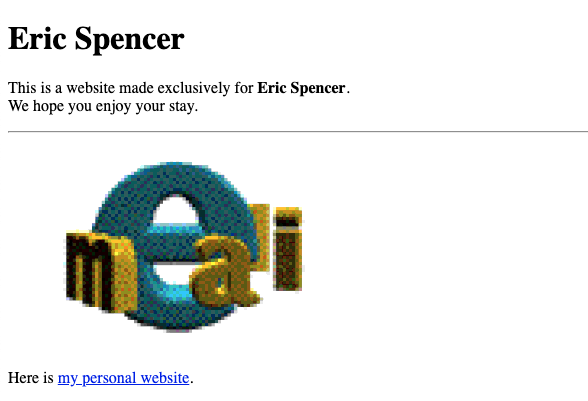 Eric Spencer
This is a website made exclusively for Eric Spencer.
We hope you enjoy your stay.
e
mail
Here is my personal website.